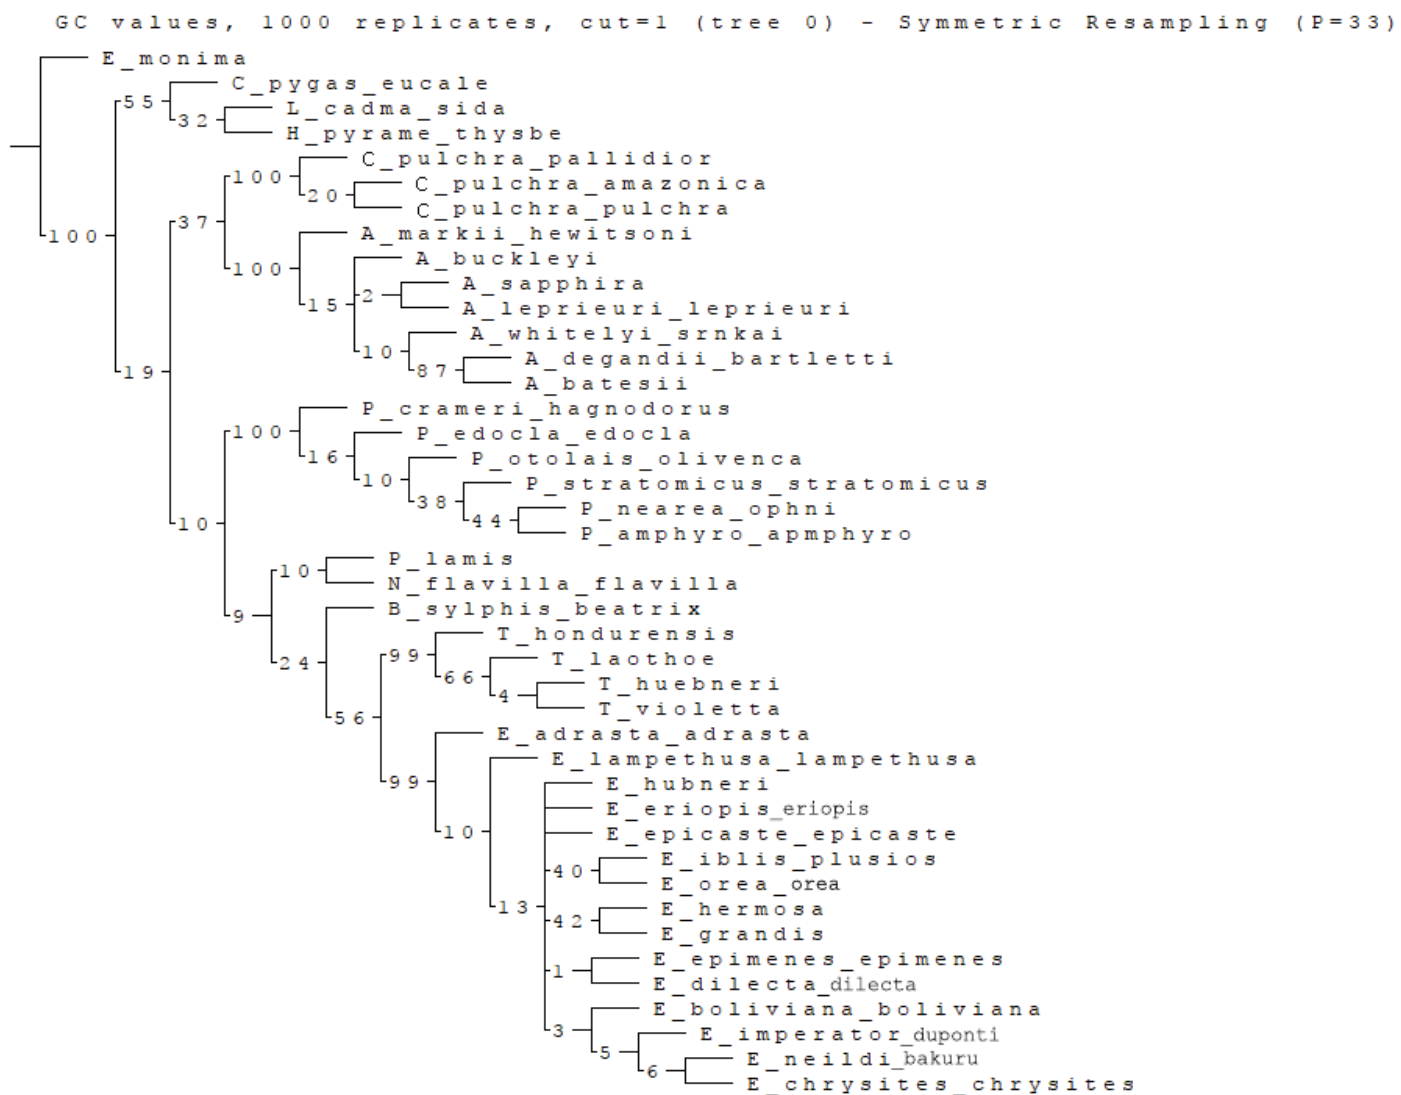 GC values, 1000 replicates, cut=1 (tree 0) - Symmetric Resampling (P=33)
E_monima
C_pygas_eucale
55
L_cadma_sida
32
H_pyrame_thysbe
C_pulchra_pallidior
100
C_pulchra_amazonica
20
C_pulchra_pulchra
37
A_markii_hewitsoni
100
A_buckleyi
100
A_sapphira
2
A_leprieuri_leprieuri
15
A_whitelyi_srnkai
10
A_degandii_bartletti
19
87
A_batesii
P_crameri_hagnodorus
100
P_edocla_edocla
16
P_otolais_olivenca
10
P_stratomicus_stratomicus
38
P_nearea_ophni
44
10
P_amphyro_apmphyro
P_lamis
10
N_flavilla_flavilla
B_sylphis_beatrix
9
T_hondurensis
99
T_laothoe
24
66
T_huebneri
4
T_violetta
56
E_adrasta_adrasta
E_lampethusa_lampethusa
99
E_hubneri
E_eriopis_eriopis
10
E_epicaste_epicaste
E_iblis_plusios
40
E_orea_orea
13
E_hermosa
42
E_grandis
E_epimenes_epimenes
1
E_dilecta_dilecta
E_boliviana_boliviana
3
E_imperator_duponti
5
E_neildi_bakuru
6
E_chrysites_chrysites